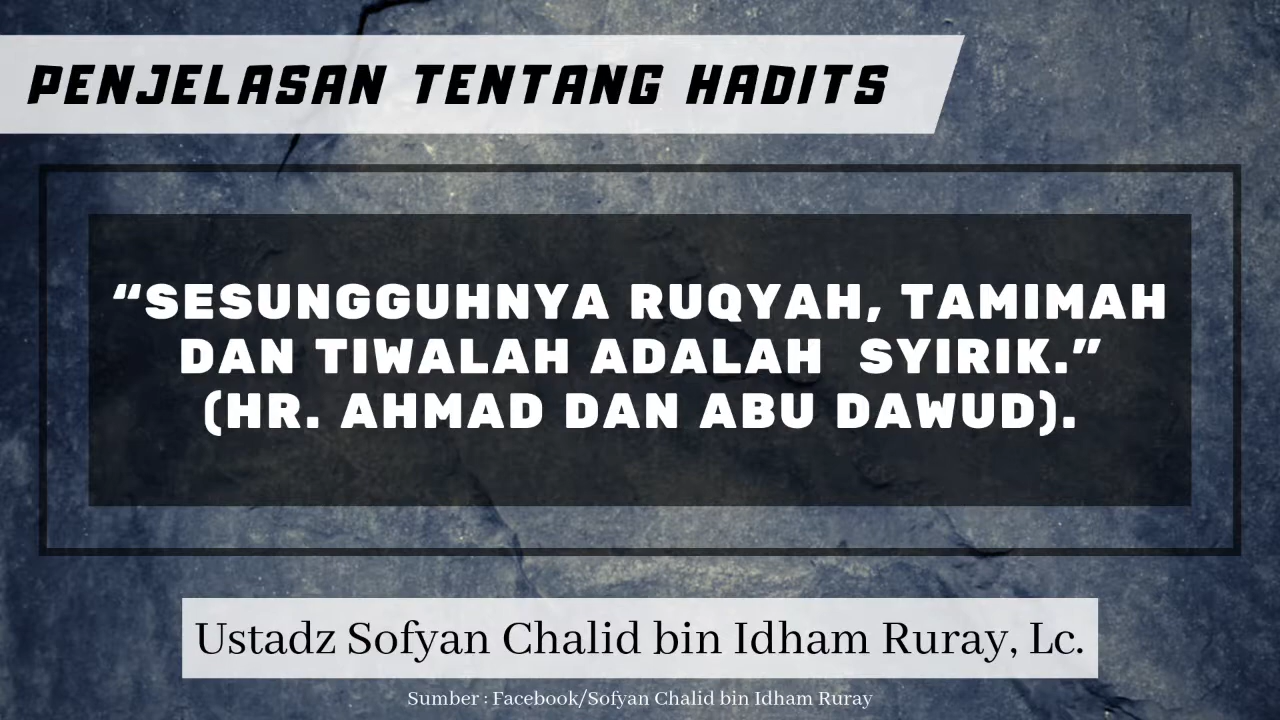 PENJELASAN TENTANG HADITS
“SESUNGGUHNYA RUQYAH, TAMIMAH
DAN TIWALAH ADALAH SYIRIK.”
(HR. AHMAD DAN ABU DAWUD).
Ustadz Sofyan Chalid bin Idham Ruray, Lc.
Sumber : Facebook/Sofyan Chalid bin Idham Ruray